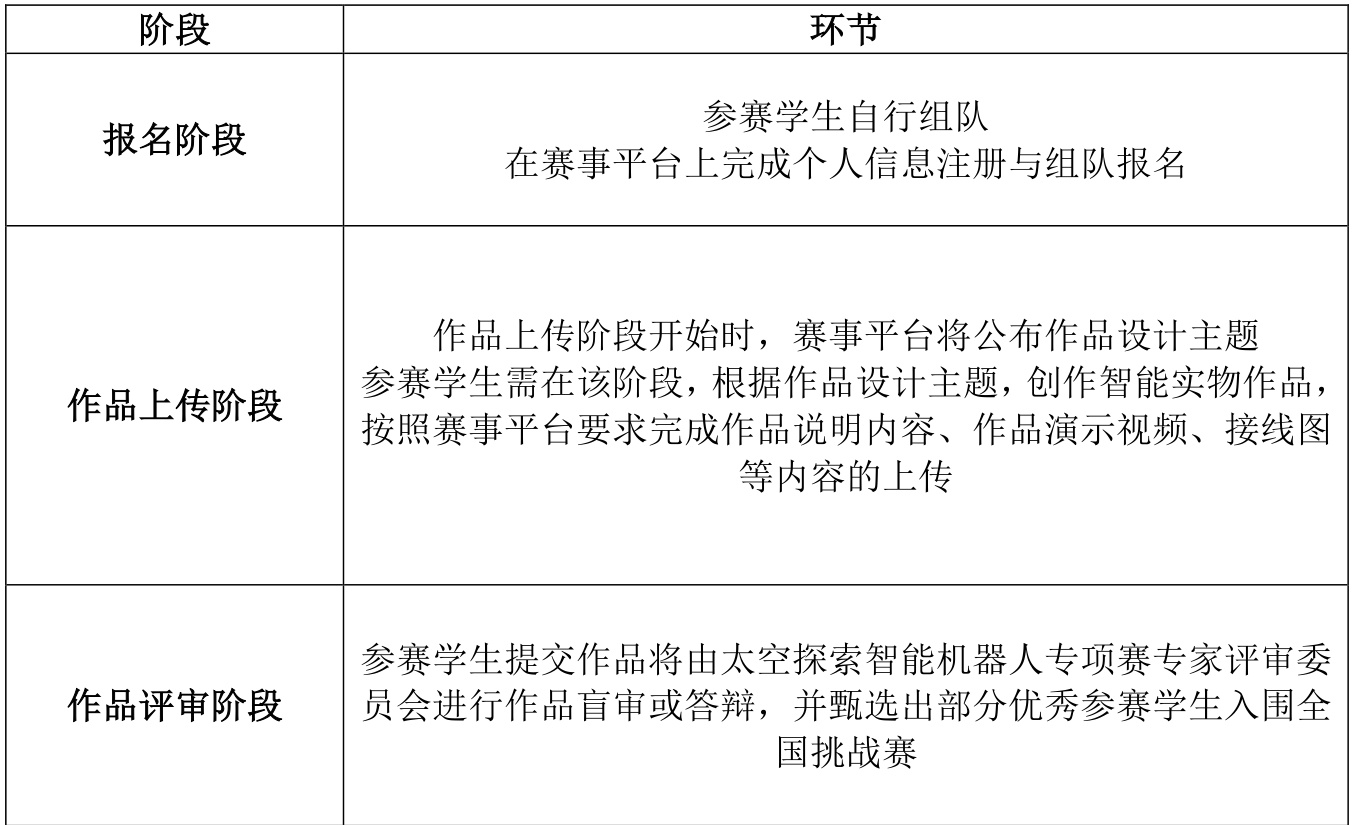 阶段
环节
报名阶段
参赛学生自行组队
在赛事平台上完成个人信息注册与组队报名
作品上传阶段
作品上传阶段开始时，赛事平台将公布作品设计主题
参赛学生需在该阶段，根据作品设计主题，创作智能实物作品，
按照赛事平台要求完成作品说明内容、作品演示视频、接线图
等内容的上传
作品评审阶段
参赛学生提交作品将由太空探索智能机器人专项赛专家评审委
员会进行作品盲审或答辩，并甄选出部分优秀参赛学生入围全
国挑战赛